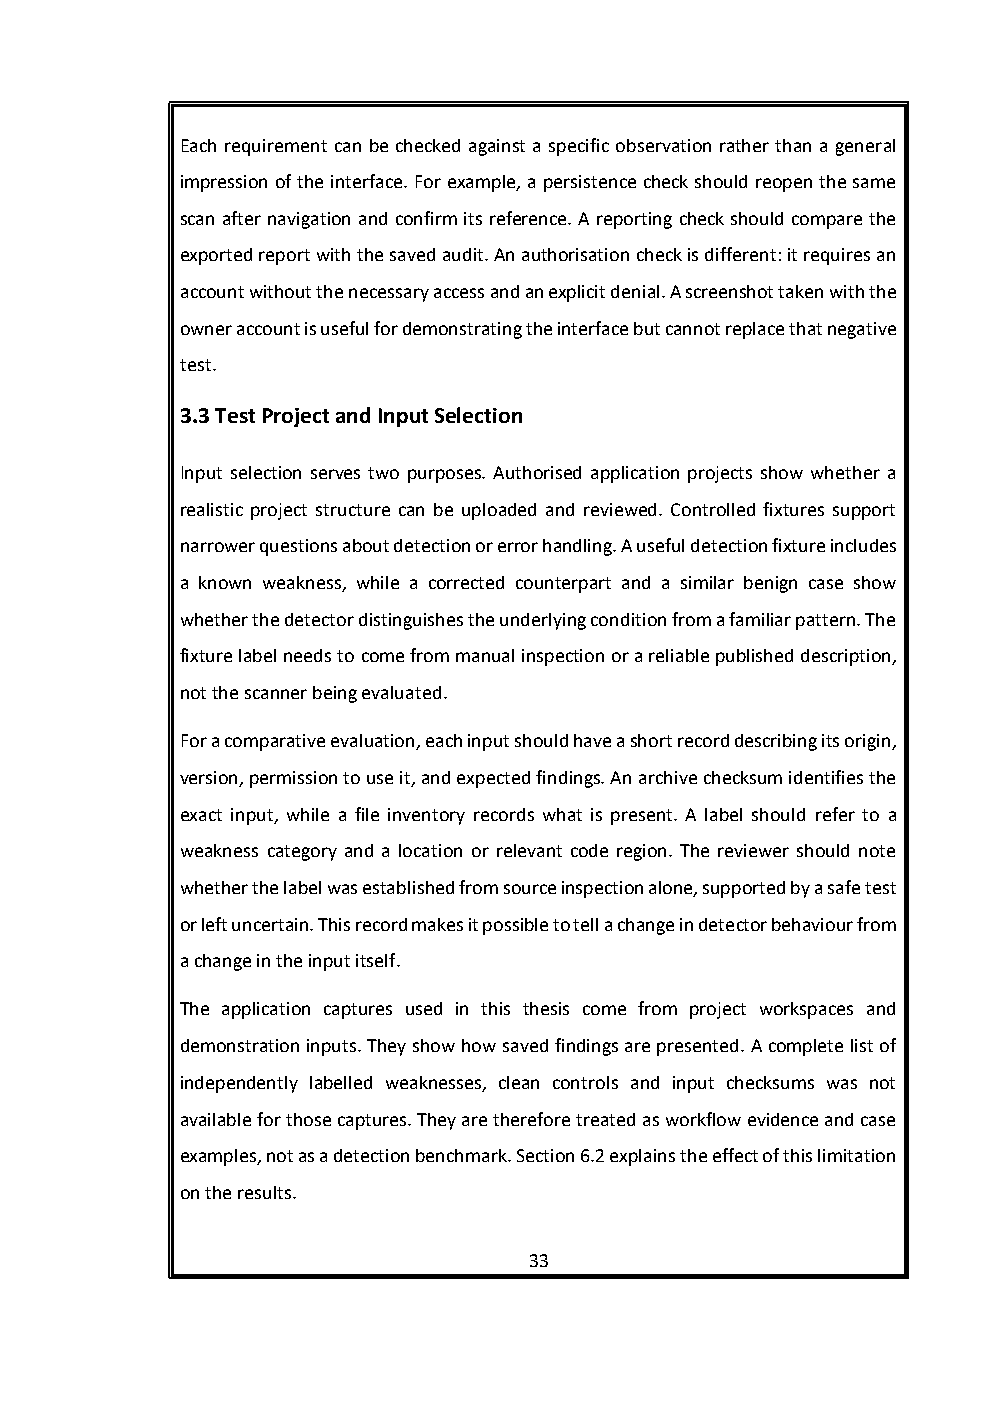 Each requirement can be checked against a specific observation rather than a general
impression of the interface. For example, a persistence check should reopen the same
scan after navigation and confirm its reference. A reporting check should compare the
exported report with the saved audit. An authorisation check is different: it requires an
account without the necessary access and an explicit denial. A screenshot taken with the
owner account is useful for demonstrating the interface but cannot replace that negative
test.
3.3 Test Project and Input Selection
Input selection serves two purposes. Authorised application projects show whether a
realistic project structure can be uploaded and reviewed. Controlled fixtures support
narrower questions about detection or error handling. A useful detection fixture includes
a known weakness, while a corrected counterpart and a similar benign case show
whether the detector distinguishes the underlying condition from a familiar pattern. The
fixture label needs to come from manual inspection or a reliable published description,
not the scanner being evaluated.
For a comparative evaluation, each input should have a short record describing its origin,
version, permission to use it, and expected findings. An archive checksum identifies the
exact input, while a file inventory records what is present. A label should refer to a
weakness category and a location or relevant code region. The reviewer should note
whether the label was established from source inspection alone, supported by a safe test
or left uncertain. This record makes it possible to tell a change in detector behaviour from
a change in the input itself.
The application captures used in this thesis come from project workspaces and
demonstration inputs. They show how saved findings are presented. A complete list of
independently labelled weaknesses, clean controls and input checksums was not
available for those captures. They are therefore treated as workflow evidence and case
examples, not as a detection benchmark. Section 6.2 explains the effect of this limitation
on the results.
33